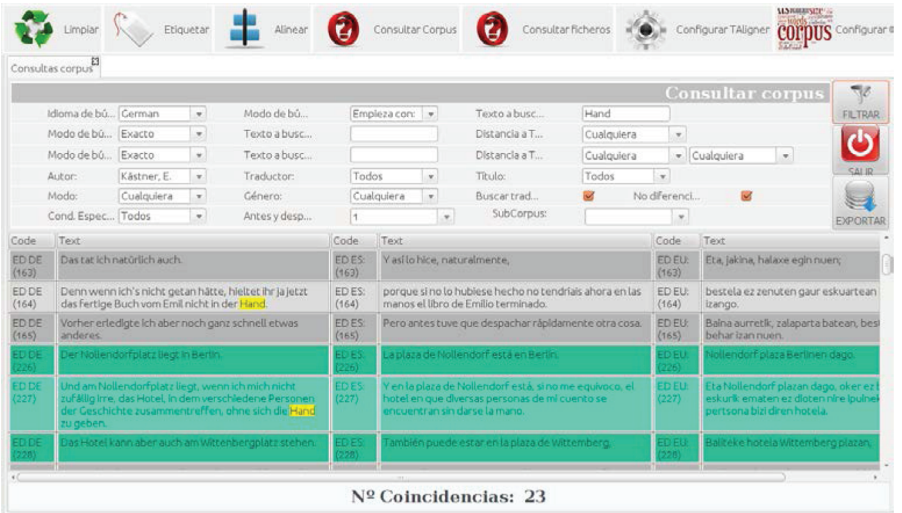 Limpiar Etiquetar Alinear Consultar Corpus Consultar ficheros Configurar TAligner corpus Configurar
Consultas corpus
Consultar corpus
Idioma de bú... German Modo de bú... Empieza con: Texto a busc... Hand FILTRAR
Modo de bú... Exacto Texto a busc... Distancia a T... Cualquiera
Modo de bú... Exacto Texto a busc... Distancia a T... Cualquiera Cualquiera
Autor: Kästner, E. Traductor: Todos Título: Todos SALIR
Modo: Cualquiera Género: Cualquiera Buscar trad... No diferenci...
Cond. Espec... Todos Antes y desp... 1 SubCorpus: EXPORTAR
Code Text Code Text Code Text
ED DE Das tat ich natürlich auch. ED ES: Y así lo hice, naturalmente, ED EU: Eta, jakina, halaxe egin nuen;
(163) (163) (163)
ED DE Denn wenn ich's nicht getan hätte, hieltet ihr ja jetzt ED ES: porque si no lo hubiese hecho no tendríais ahora en las ED EU: bestela ez zenuten gaur eskuartean
(164) das fertige Buch vom Emil nicht in der Hand. (164) manos el libro de Emilio terminado. (164) izango.
ED DE Vorher erledigte ich aber noch ganz schnell etwas ED ES: Pero antes tuve que despachar rápidamente otra cosa. ED EU: Baina aurretik, zalaparta batean, best
(165) anderes. (165) (165) behar izan nuen.
ED DE Der Nollendorfplatz liegt in Berlin. ED ES: La plaza de Nollendorf está en Berlín. ED EU: Nollendorf plaza Berlinen dago,
(226) (226) (226)
ED DE Und am Nollendorfplatz liegt, wenn ich mich nicht ED ES: Y en la plaza de Nollendorf está, si no me equivoco, el ED EU: Eta Nollendorf plazan dago, oker ez b
(227) zufällig irre, das Hotel, in dem verschiedene Personen (227) hotel en que diversas personas de mi cuento se (227) eskurik ematen ez dioten nire ipuinek
der Geschichte zusammentreffen, ohne sich die Hand encuentran sin darse la mano. pertsona bizi diren hotela.
zu geben.
ED DE Das Hotel kann aber auch am Wittenbergplatz stehen. ED ES: También puede estar en la plaza de Wittemberg, ED EU: Baliteke hotela Wittemberg plazan,
(228) (228) (228)
Nº Coincidencias: 23